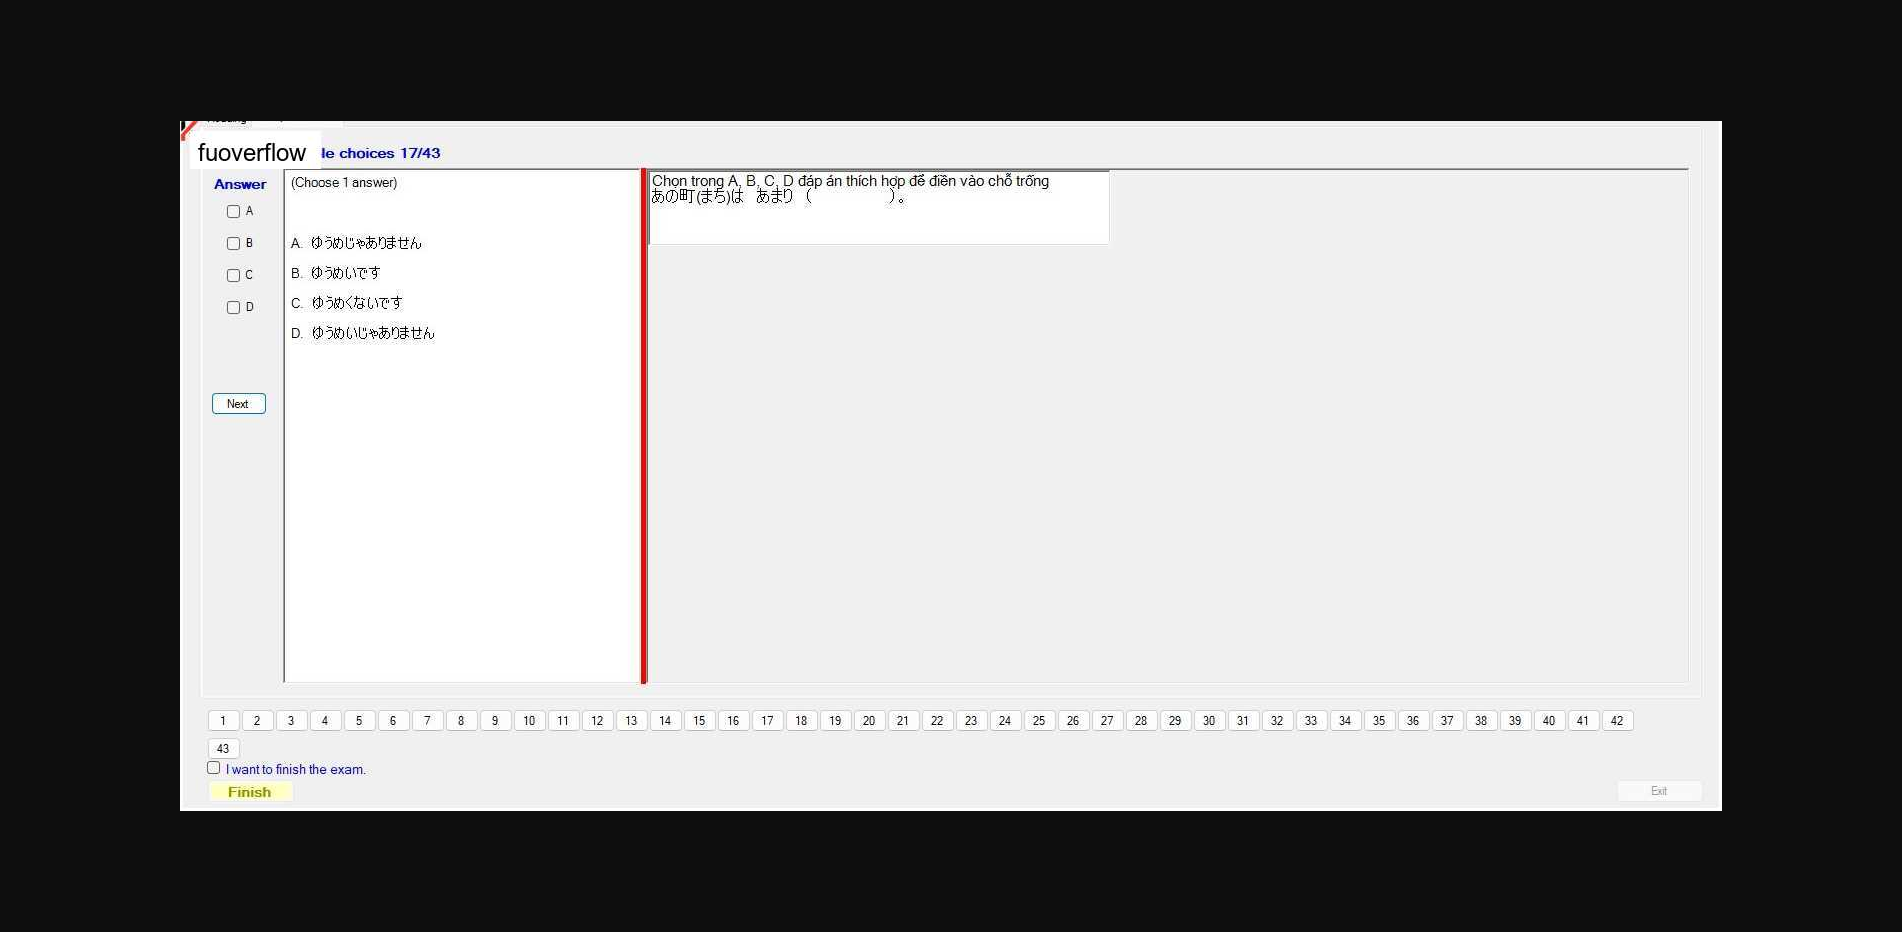 fuoverflow
le choices 17/43
Answer
(Choose 1 answer)
A
B
C
D
A. ゆうめじゃありません
B. ゆうめいです
C. ゆうめくないです
D. ゆうめいじゃありません
Next
Chọn trong A, B, C, D đáp án thích hợp để điền vào chỗ trống
あの町(まち)は あまり ( )。
1 2 3 4 5 6 7 8 9 10 11 12 13 14 15 16 17 18 19 20 21 22 23 24 25 26 27 28 29 30 31 32 33 34 35 36 37 38 39 40 41 42
43
I want to finish the exam.
Finish
Exit